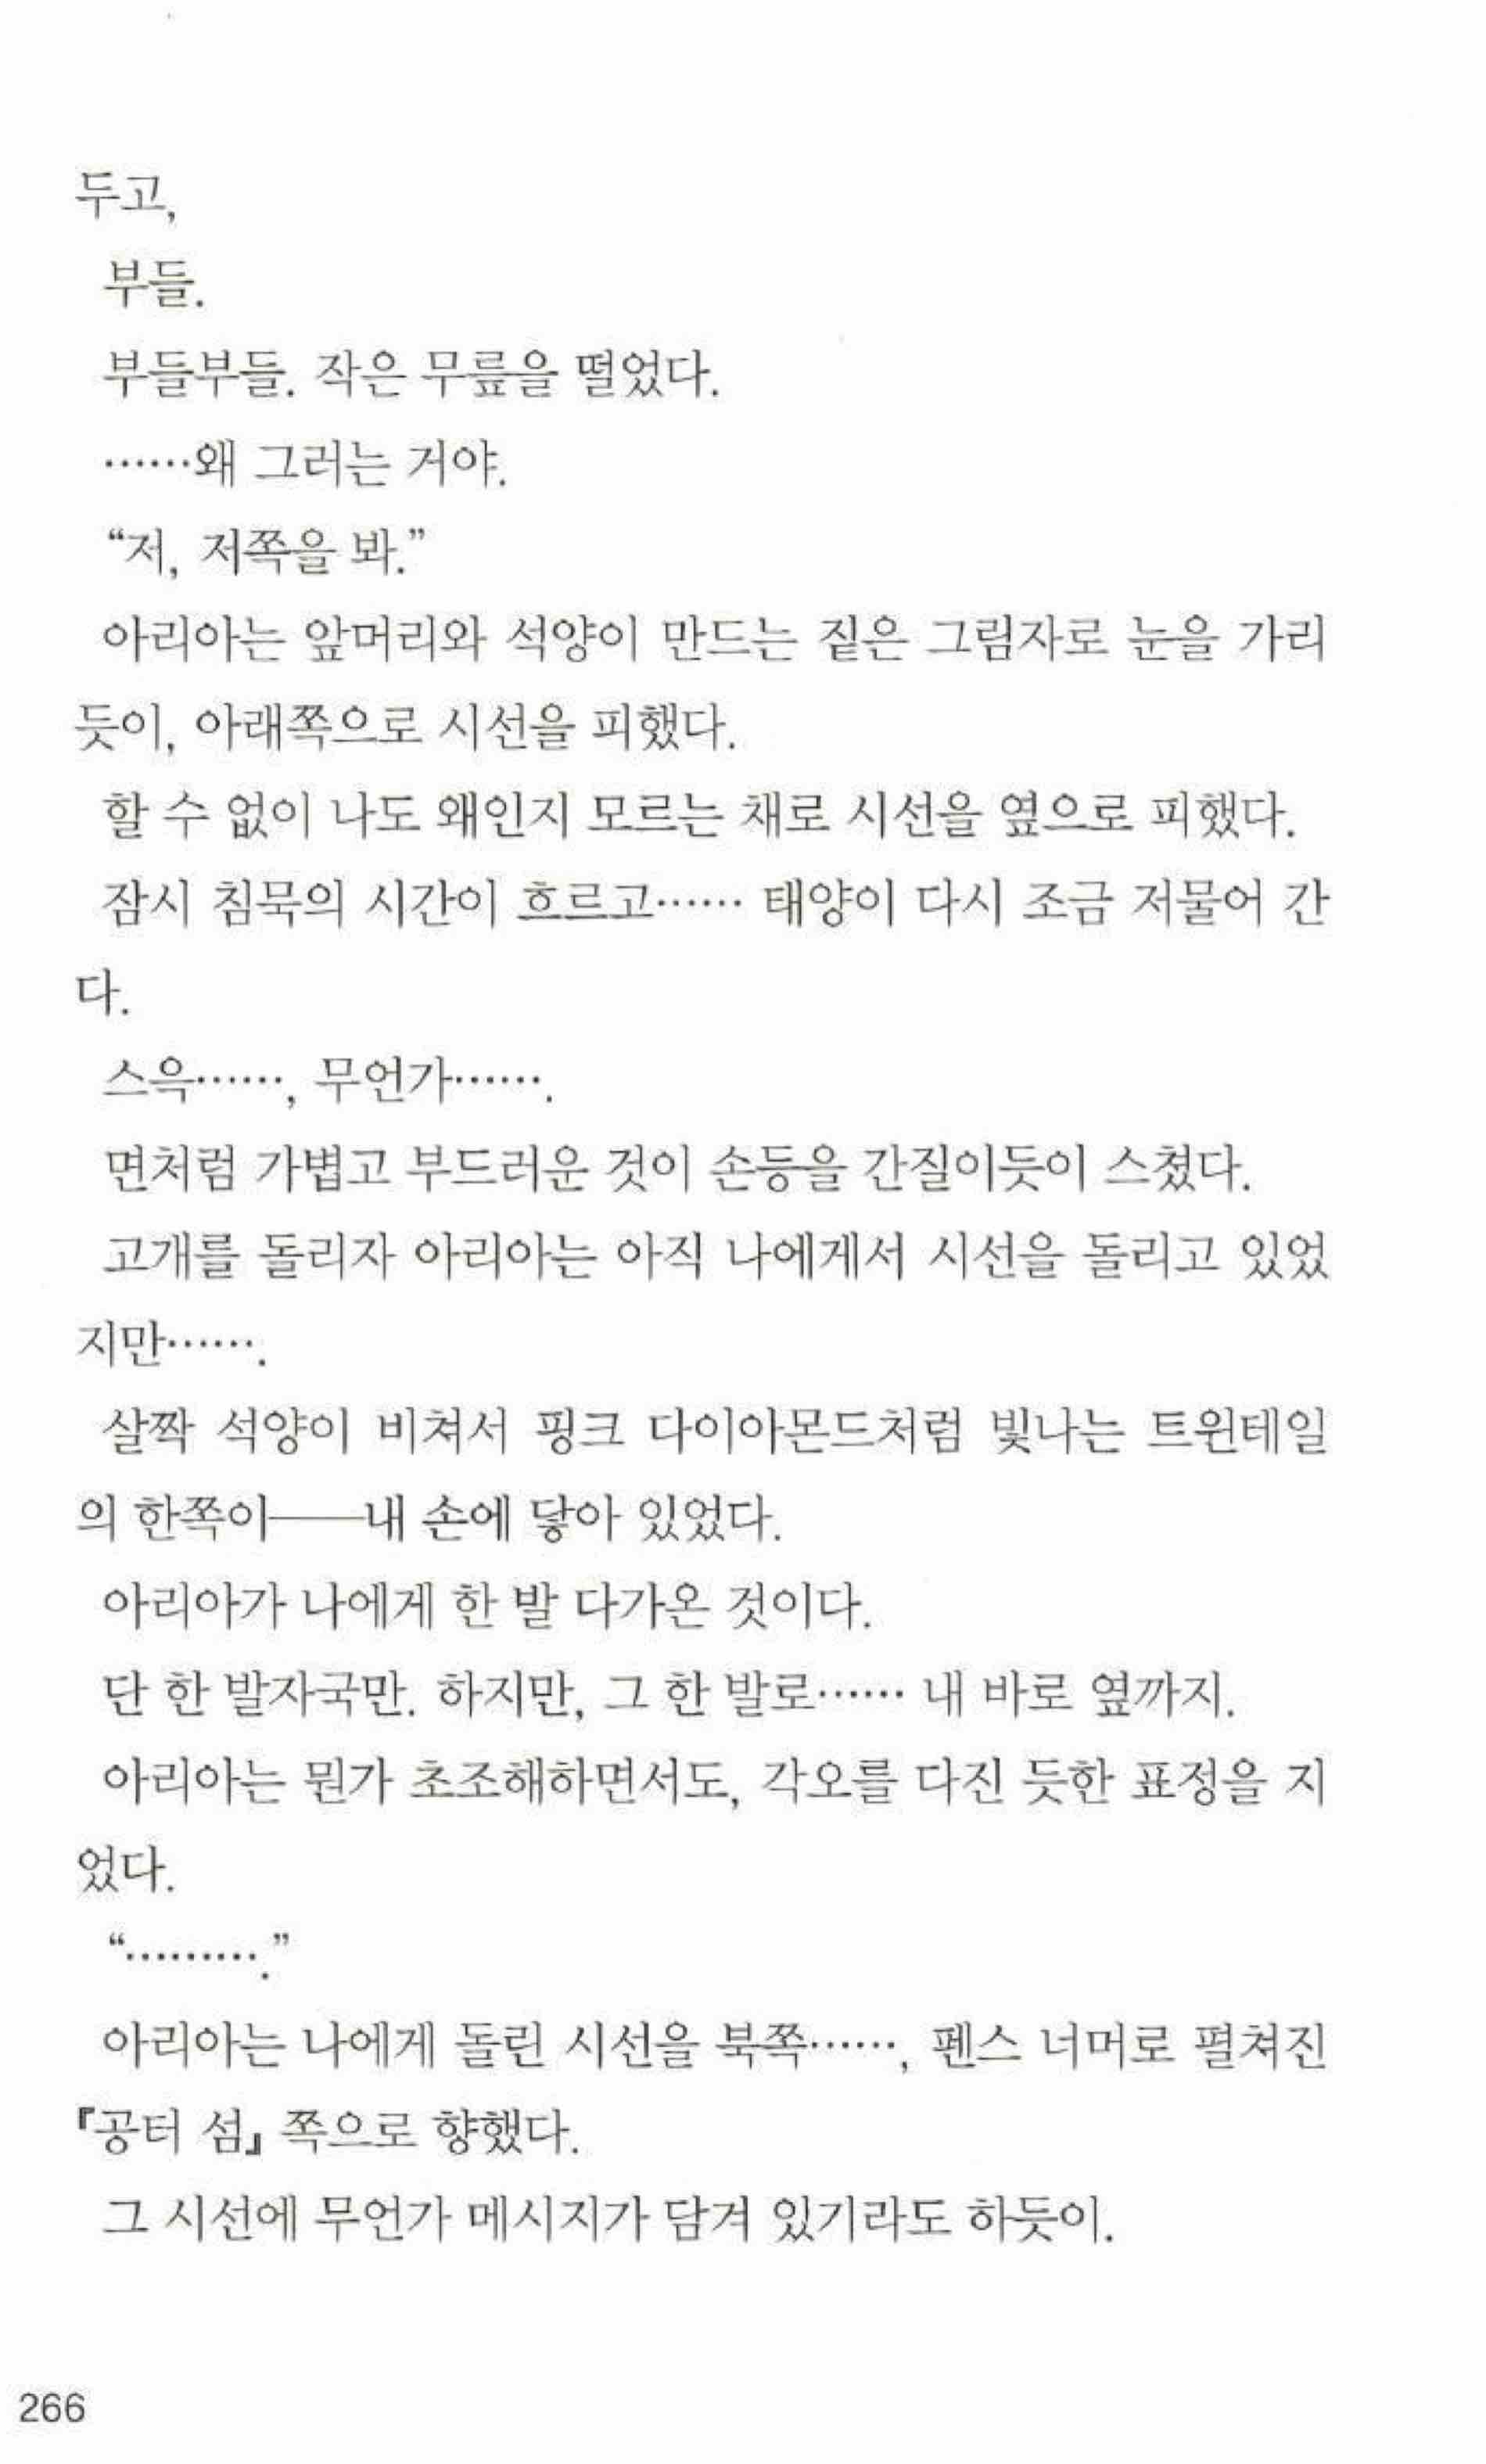 두고,
부들.
부들부들. 작은 무릎을 떨었다.
……왜 그러는 거야.
“저, 저쪽을 봐.”
아리아는 앞머리와 석양이 만드는 짙은 그림자로 눈을 가리
듯이, 아래쪽으로 시선을 피했다.
할 수 없이 나도 왜인지 모르는 채로 시선을 옆으로 피했다.
잠시 침묵의 시간이 흐르고…… 태양이 다시 조금 저물어 간
다.
스윽……, 무언가…….
면처럼 가볍고 부드러운 것이 손등을 간질이듯이 스쳤다.
고개를 돌리자 아리아는 아직 나에게서 시선을 돌리고 있었
지만…….
살짝 석양이 비쳐서 핑크 다이아몬드처럼 빛나는 트윈테일
의 한쪽이──내 손에 닿아 있었다.
아리아가 나에게 한 발 다가온 것이다.
단 한 발자국만. 하지만, 그 한 발로…… 내 바로 옆까지.
아리아는 뭔가 초조해하면서도, 각오를 다진 듯한 표정을 지
었다.
“……….”
아리아는 나에게 돌린 시선을 북쪽……, 펜스 너머로 펼쳐진
『공터 섬』 쪽으로 향했다.
그 시선에 무언가 메시지가 담겨 있기라도 하듯이.
266